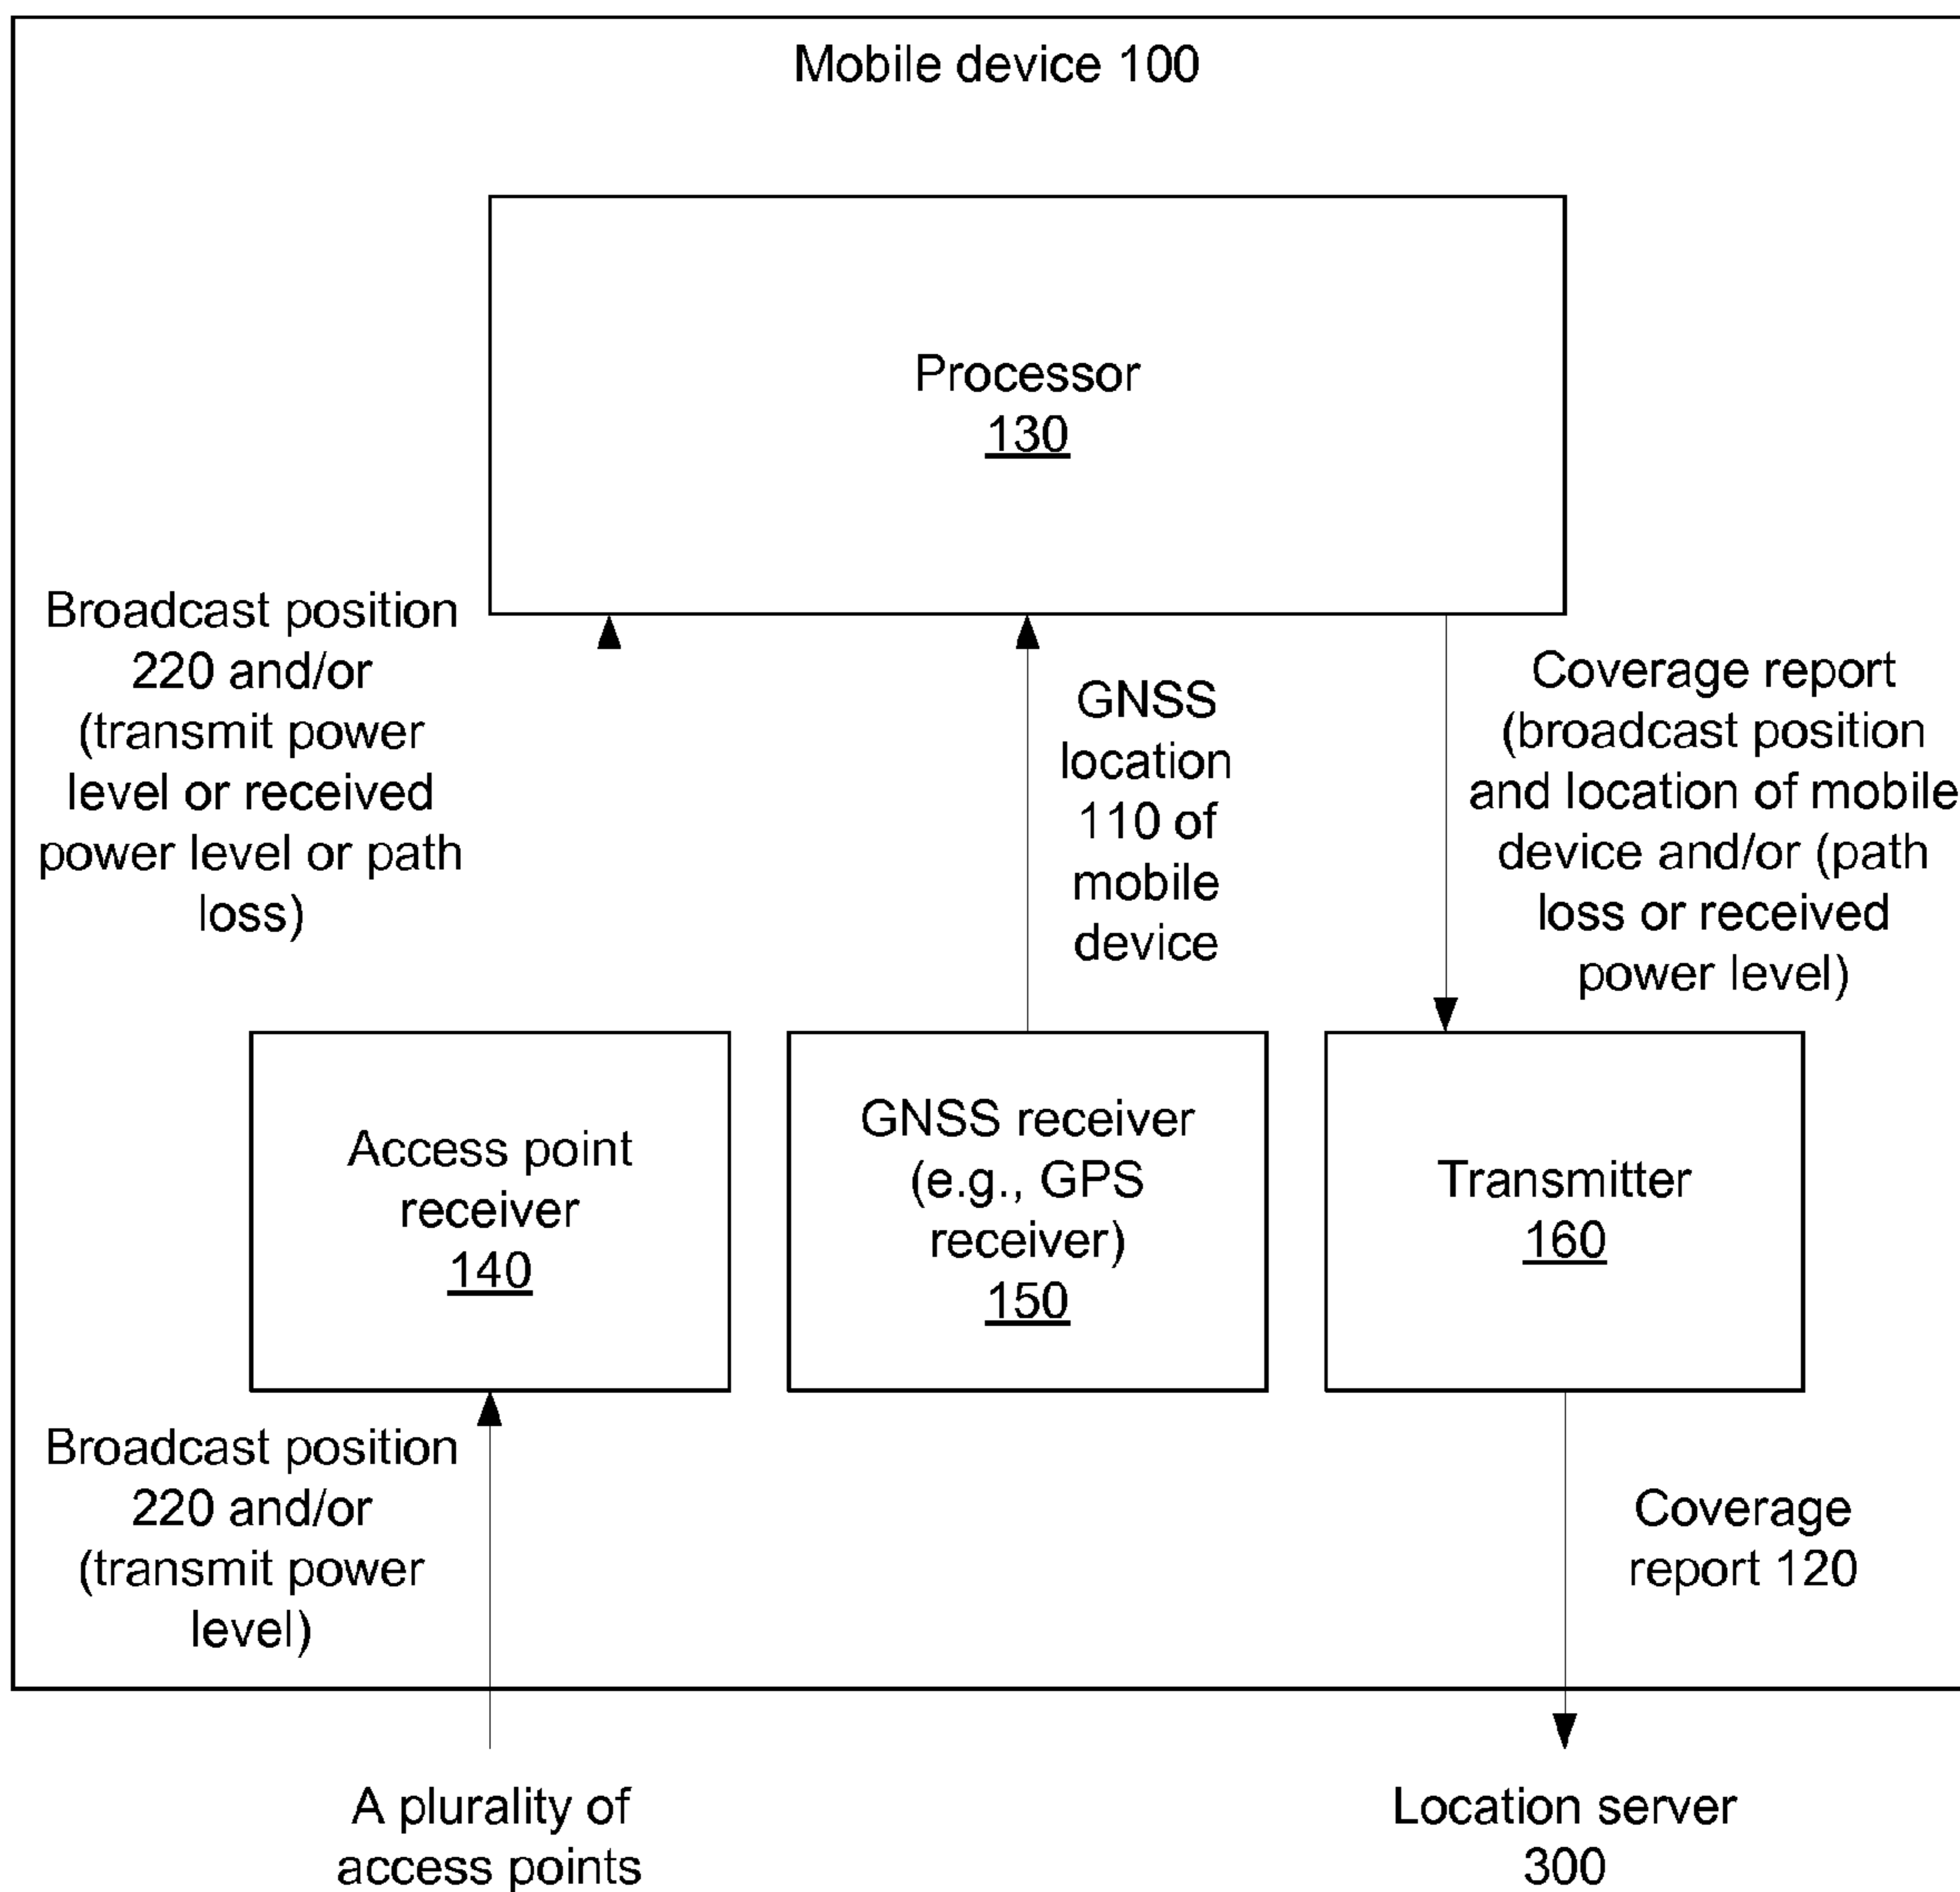 Mobile device 100
Processor
130
Broadcast position
220 and/or
(transmit power
level or received
power level or path
loss)
GNSS
location
110 of
mobile
device
Coverage report
(broadcast position
and location of mobile
device and/or (path
loss or received
power level)
Access point
receiver
140
GNSS receiver
(e.g., GPS
receiver)
150
Transmitter
160
Broadcast position
220 and/or
(transmit power
level)
Coverage
report 120
A plurality of
access points
Location server
300